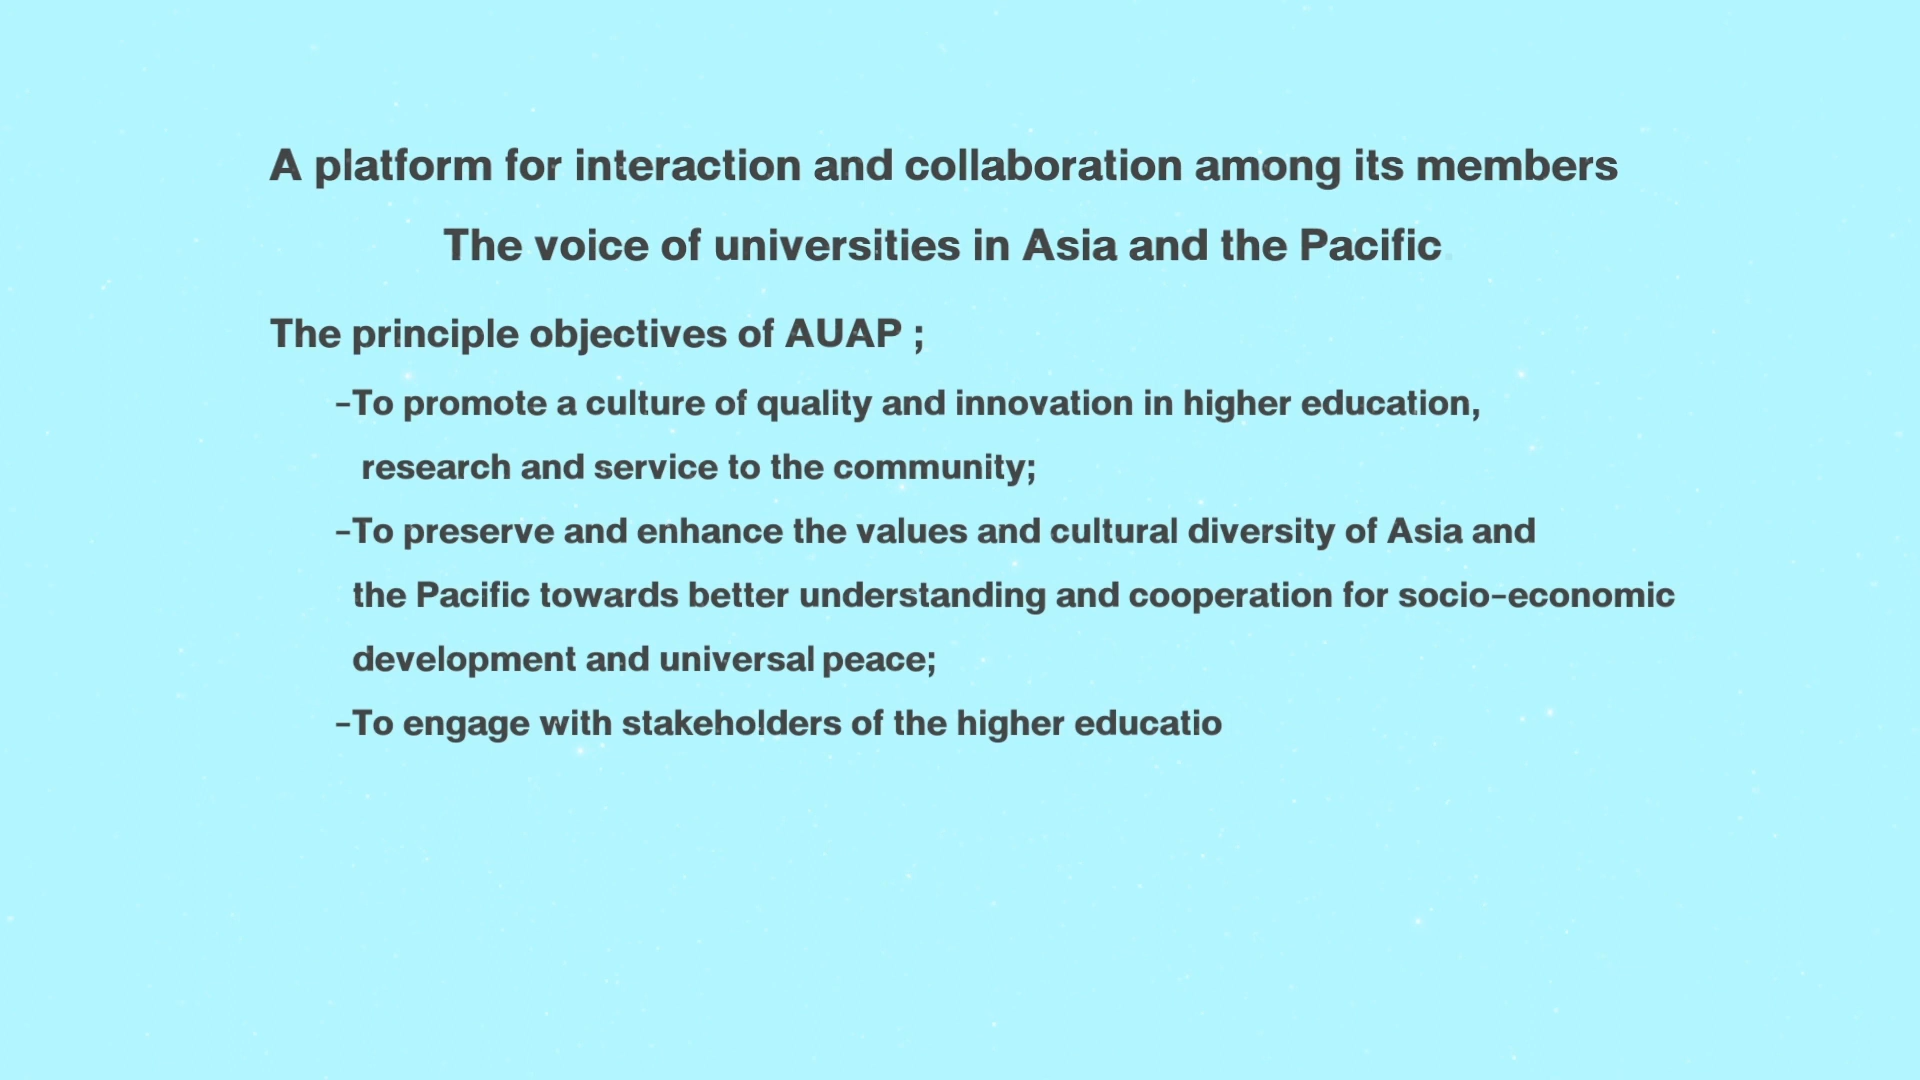 A platform for interaction and collaboration among its members
The voice of universities in Asia and the Pacific
The principle objectives of AUAP ;
-To promote a culture of quality and innovation in higher education,
research and service to the community;
-To preserve and enhance the values and cultural diversity of Asia and
the Pacific towards better understanding and cooperation for socio-economic
development and universal peace;
-To engage with stakeholders of the higher educatio